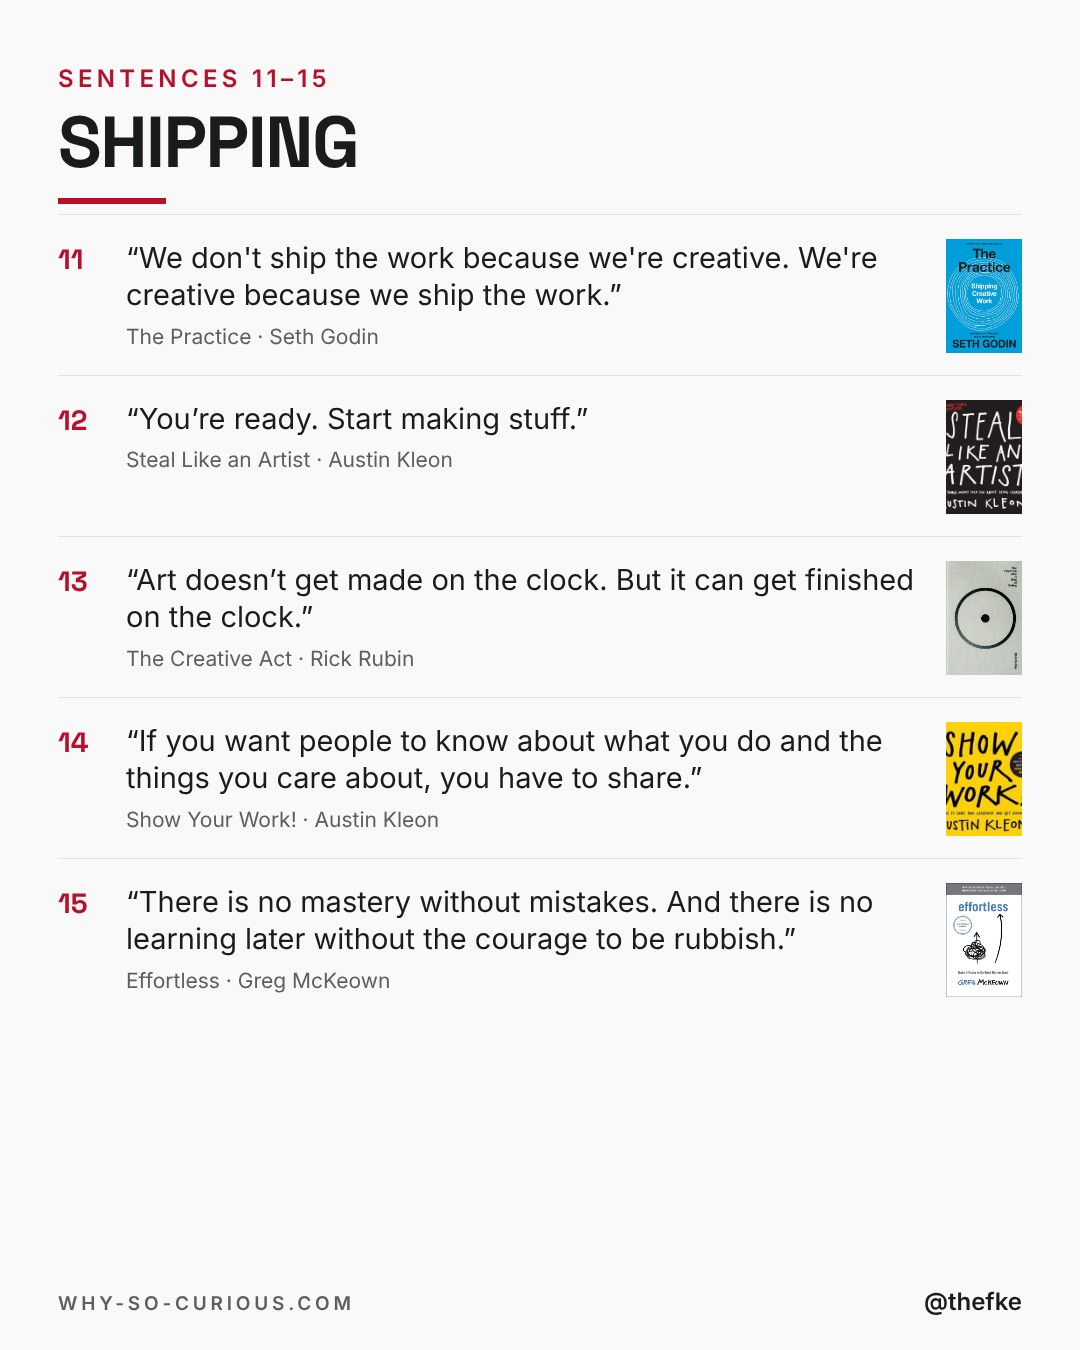 SENTENCES 11–15
SHIPPING
11
“We don't ship the work because we're creative. We're
creative because we ship the work.”
The Practice · Seth Godin
The
Practice
Shipping
Creative
Work
SETH GODIN
12
“You’re ready. Start making stuff.”
Steal Like an Artist · Austin Kleon
STEAL
LIKE AN
ARTIST
USTIN KLEON
13
“Art doesn’t get made on the clock. But it can get finished
on the clock.”
The Creative Act · Rick Rubin
14
“If you want people to know about what you do and the
things you care about, you have to share.”
Show Your Work! · Austin Kleon
SHOW
YOUR
WORK!
USTIN KLEON
15
“There is no mastery without mistakes. And there is no
learning later without the courage to be rubbish.”
Effortless · Greg McKeown
effortless
GREG McKEOWN
WHY-SO-CURIOUS.COM
@thefke